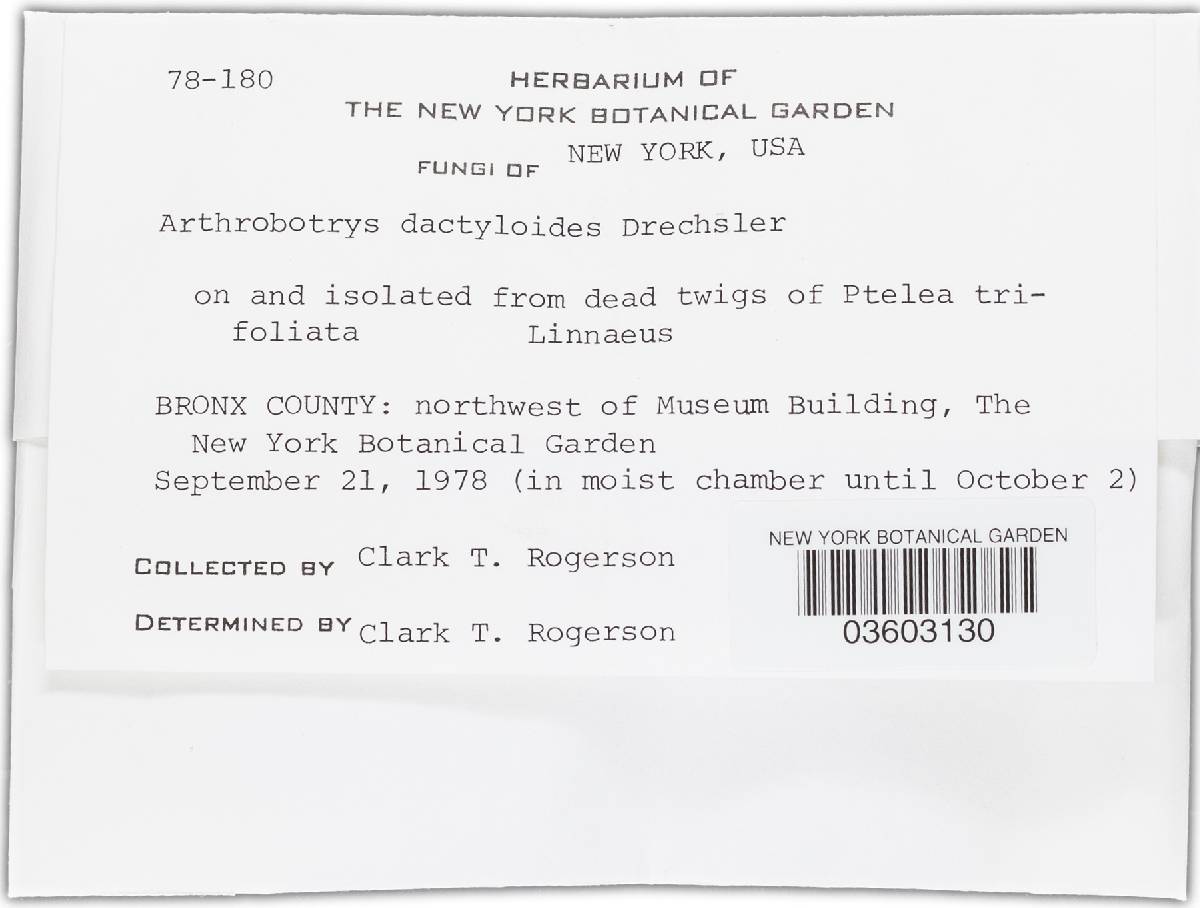 78-180
HERBARIUM OF
THE NEW YORK BOTANICAL GARDEN
FUNGI OF NEW YORK, USA
Arthrobotrys dactyloides Drechsler
on and isolated from dead twigs of Ptelea tri-
foliata Linnaeus
BRONX COUNTY: northwest of Museum Building, The
New York Botanical Garden
September 21, 1978 (in moist chamber until October 2)
COLLECTED BY Clark T. Rogerson
DETERMINED BY Clark T. Rogerson
NEW YORK BOTANICAL GARDEN
03603130